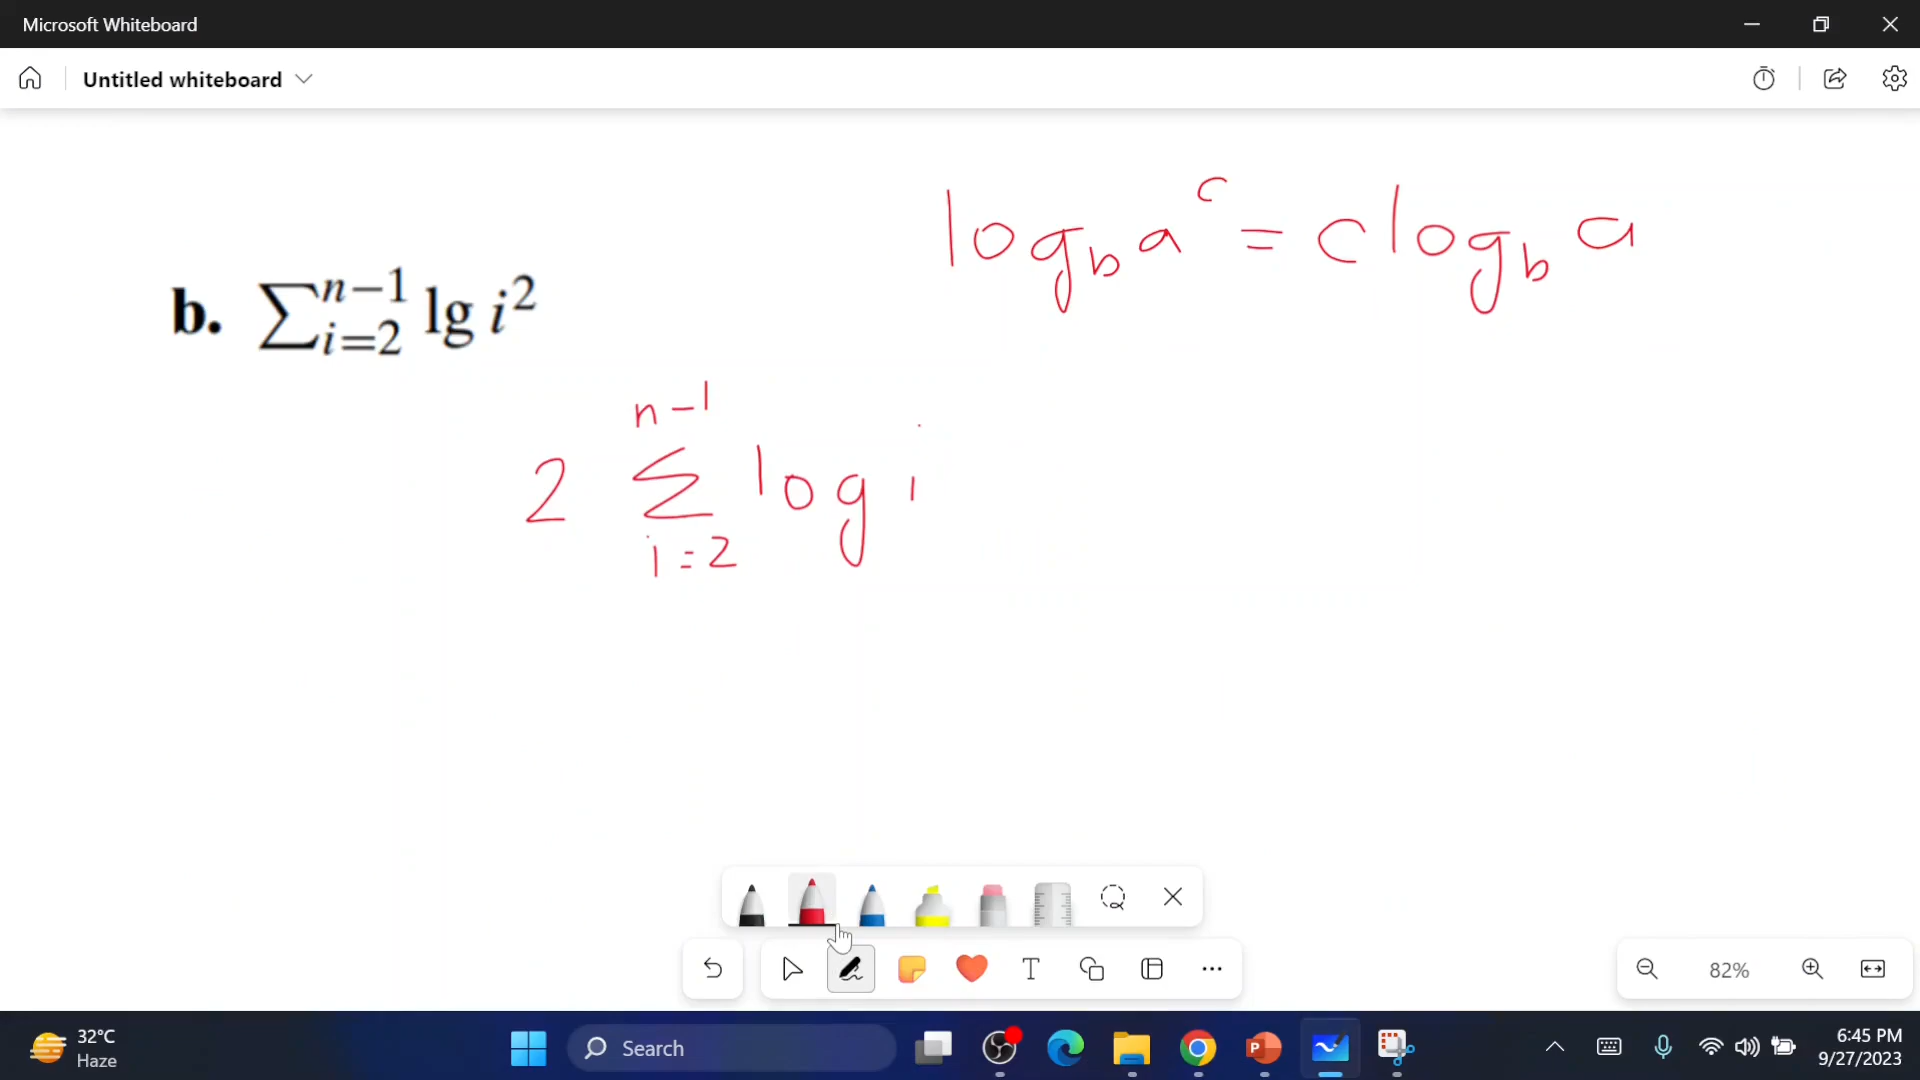 Microsoft Whiteboard
Untitled whiteboard
log_b a^c = c log_b a
b. ∑_{i=2}^{n−1} lg i²
2 ∑_{i=2}^{n-1} log i
82%
32°C
Haze
Search
6:45 PM
9/27/2023